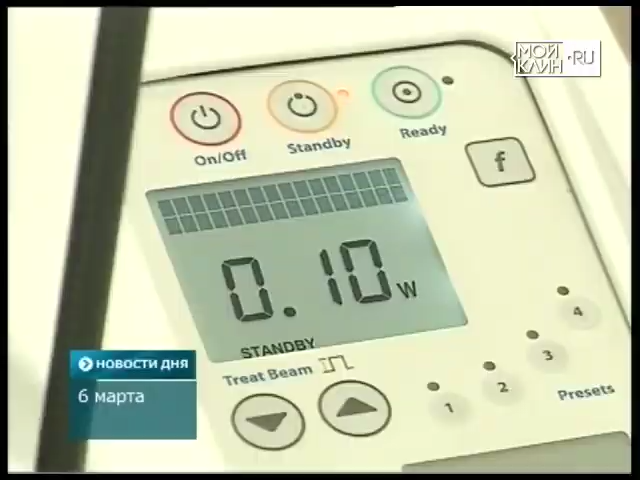 МОЙ
КЛИН.RU
On/Off
Standby
Ready
f
0.10 W
STANDBY
Treat Beam
1
2
3
4
Presets
НОВОСТИ ДНЯ
6 марта